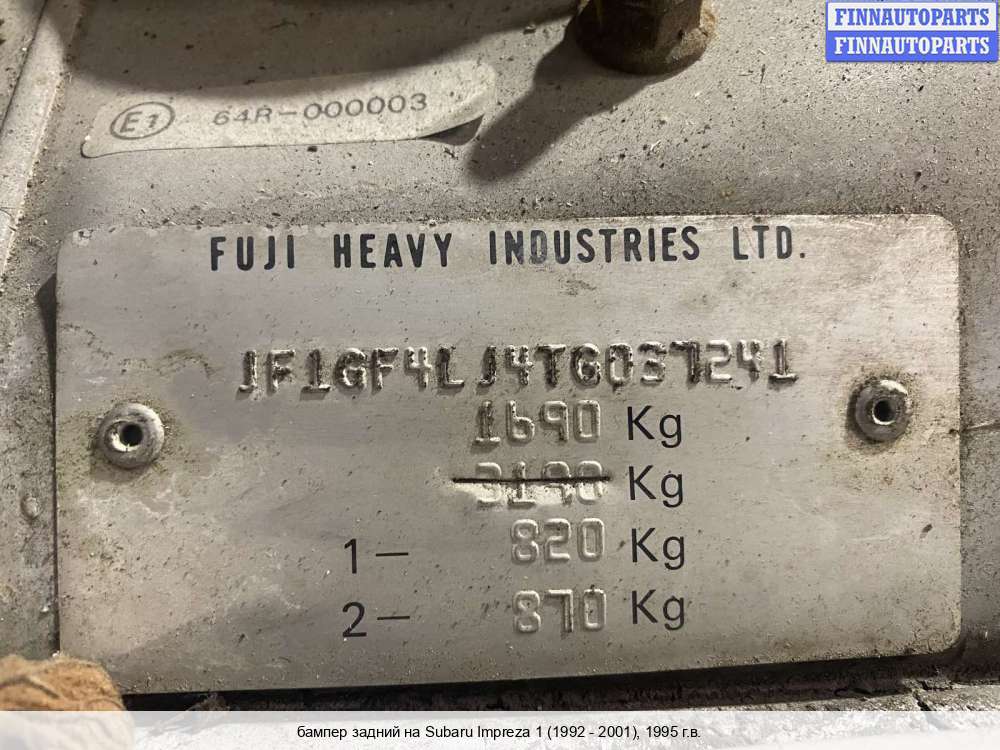 FINNAUTOPARTS
FINNAUTOPARTS
E1 64R-000003
FUJI HEAVY INDUSTRIES LTD.
JF1GF4LJ4TG037241
1690 Kg
3190 Kg
1- 820 Kg
2- 870 Kg
бампер задний на Subaru Impreza 1 (1992 - 2001), 1995 г.в.